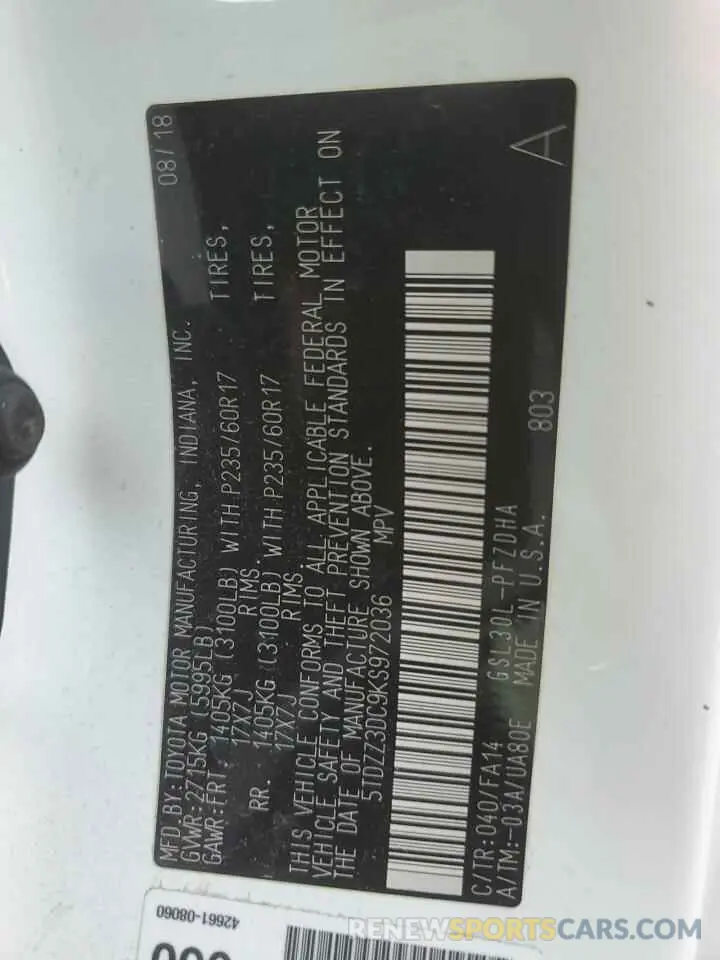 MFD BY:TOYOTA MOTOR MANUFACTURING, INDIANA, INC. 08/18
GVWR:2715KG (5995LB)
GAWR:FRT. 1405KG (3100LB) WITH P235/60R17 TIRES,
17X7J RIMS.
RR. 1405KG (3100LB) WITH P235/60R17 TIRES,
17X7J RIMS.
THIS VEHICLE CONFORMS TO ALL APPLICABLE FEDERAL MOTOR
VEHICLE SAFETY AND THEFT PREVENTION STANDARDS IN EFFECT ON
THE DATE OF MANUFACTURE SHOWN ABOVE.
5TDZZ3DC9KS972036 MPV
C/TR:040/FA14 GSL30L-PFZDHA A
A/TM:-03A/UA80E MADE IN U.S.A. 803
42661-08060
RENEWSPORTSCARS.COM